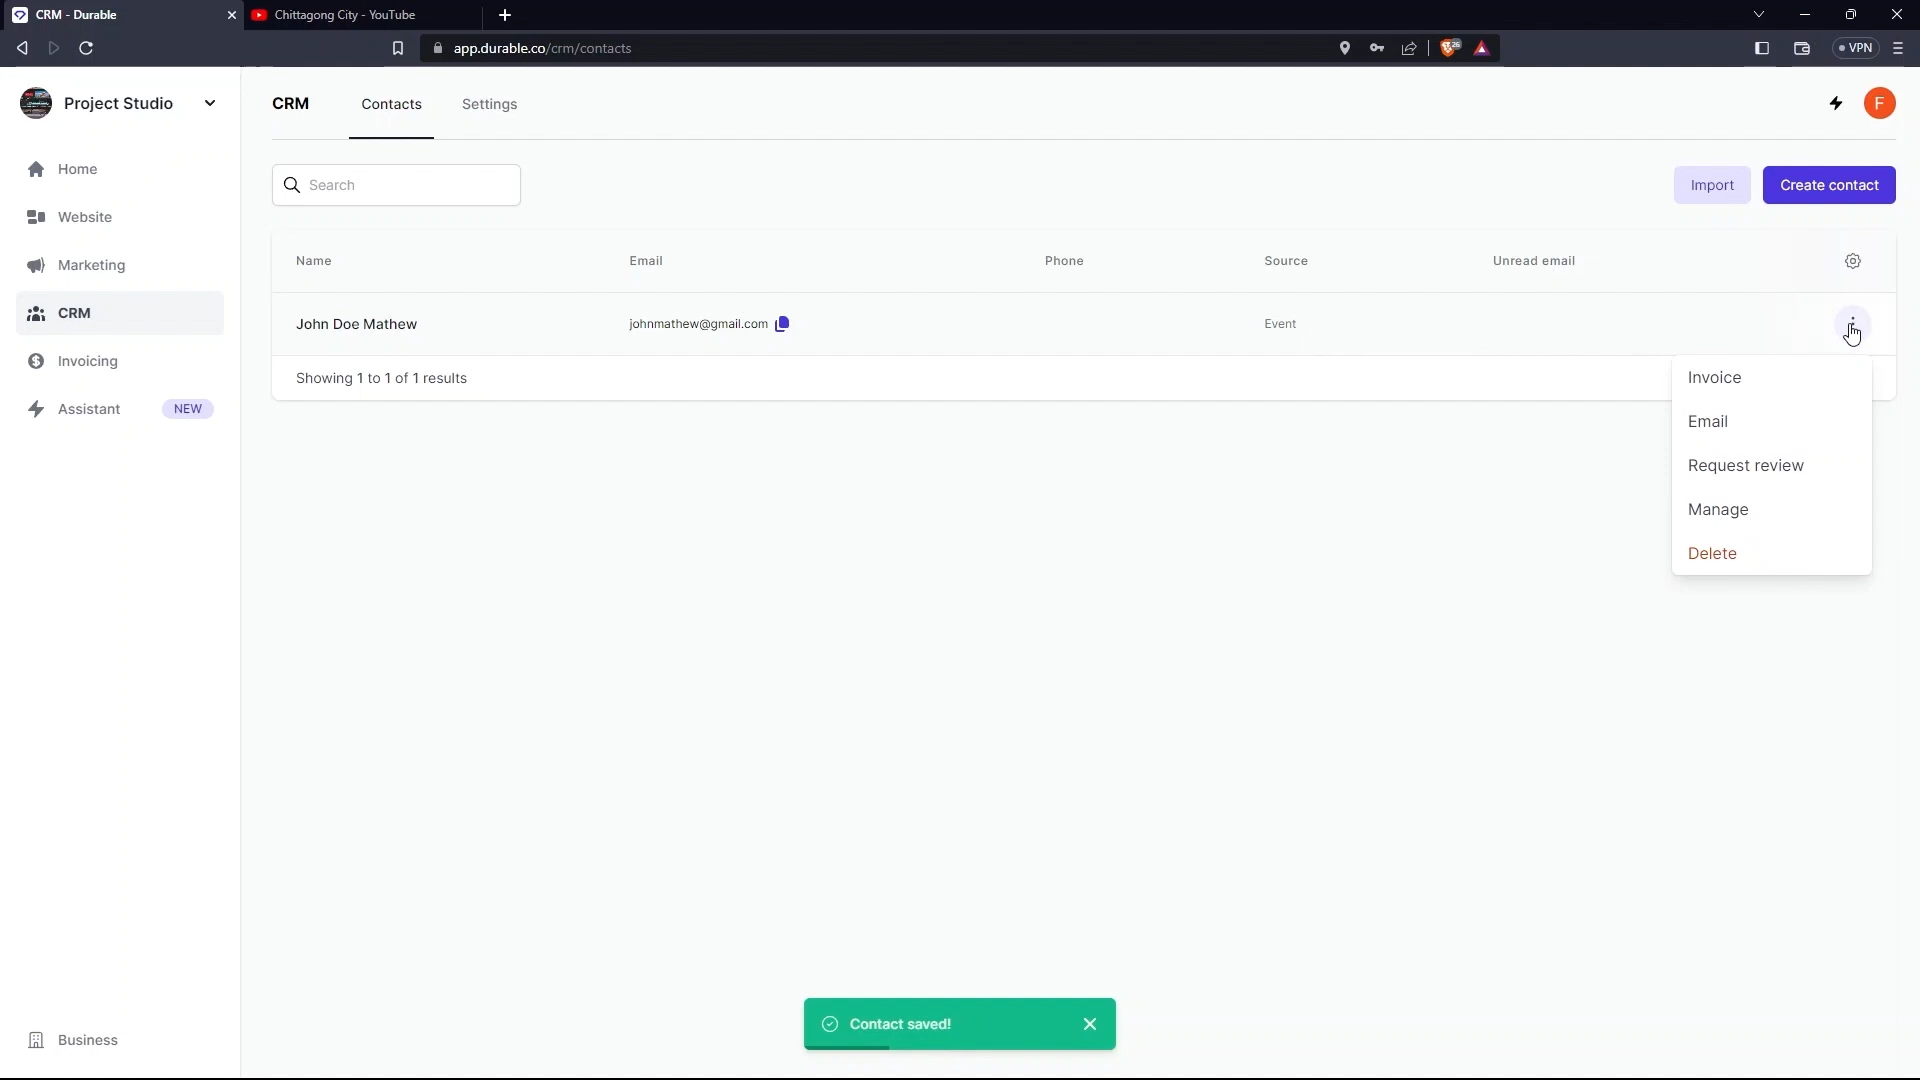 CRM - Durable
Chittagong City - YouTube
app.durable.co/crm/contacts
26
VPN
Project Studio
CRM
Contacts
Settings
F
Home
Website
Marketing
CRM
Invoicing
Assistant
NEW
Business
Search
Import
Create contact
Name
Email
Phone
Source
Unread email
John Doe Mathew
johnmathew@gmail.com
Event
Showing 1 to 1 of 1 results
Invoice
Email
Request review
Manage
Delete
Contact saved!